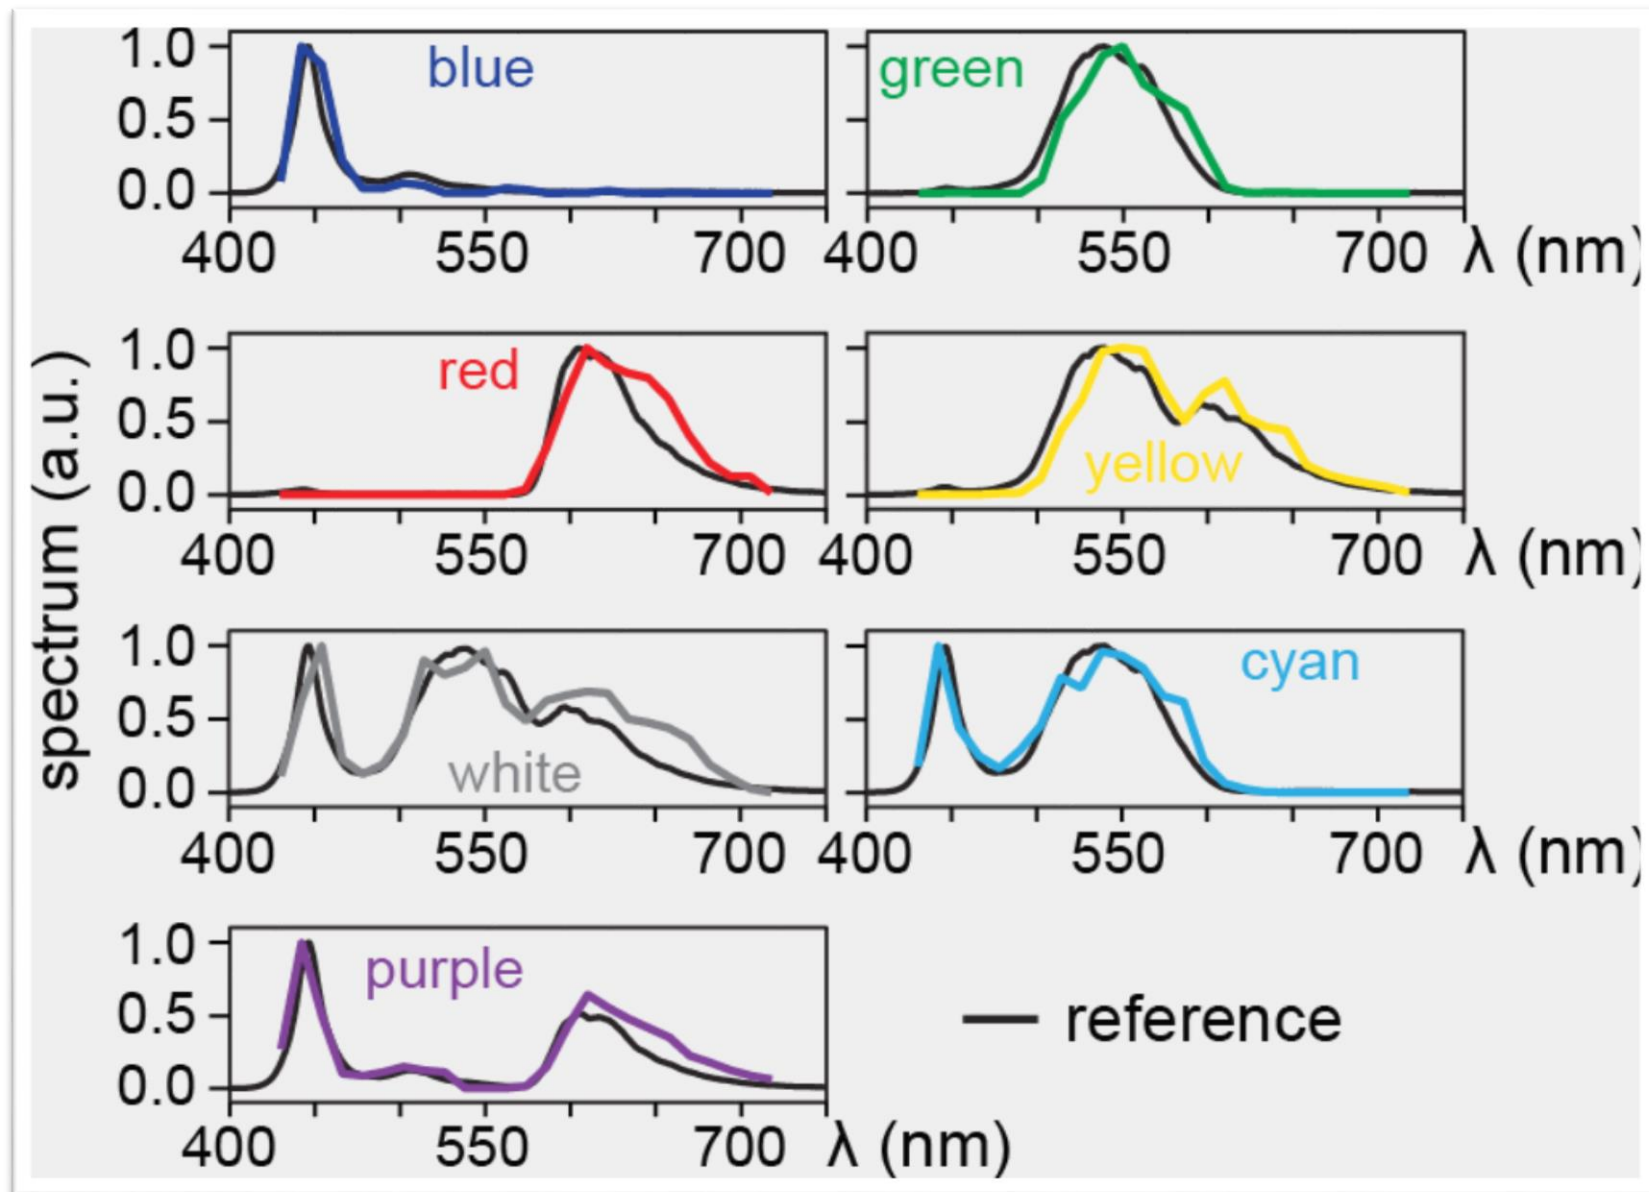 1.0 blue green
0.5
0.0
400 550 700 400 550 700 λ (nm)
1.0 red
0.5 yellow
0.0
400 550 700 400 550 700 λ (nm)
spectrum (a.u.)
1.0 cyan
0.5 white
0.0
400 550 700 400 550 700 λ (nm)
1.0 purple
0.5 reference
0.0
400 550 700 λ (nm)